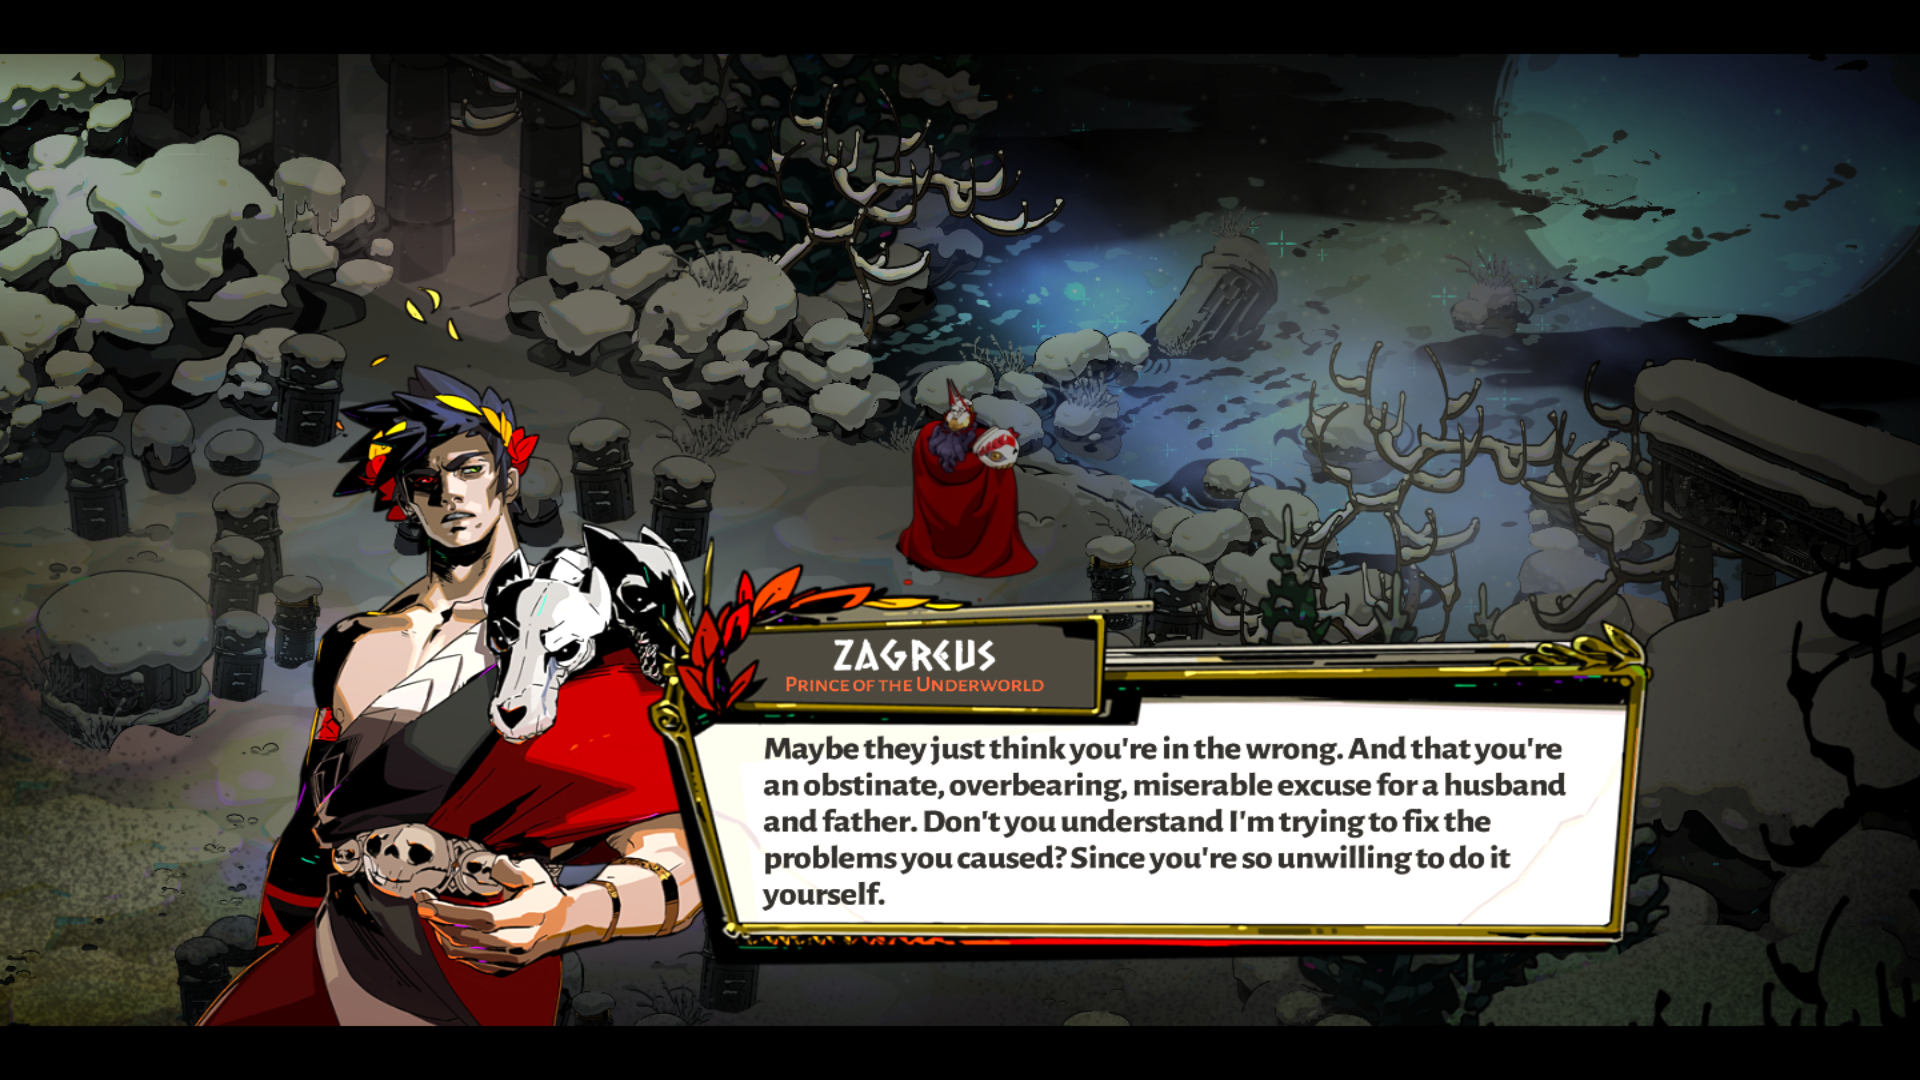 ZAGREUS
PRINCE OF THE UNDERWORLD
Maybe they just think you're in the wrong. And that you're
an obstinate, overbearing, miserable excuse for a husband
and father. Don't you understand I'm trying to fix the
problems you caused? Since you're so unwilling to do it
yourself.